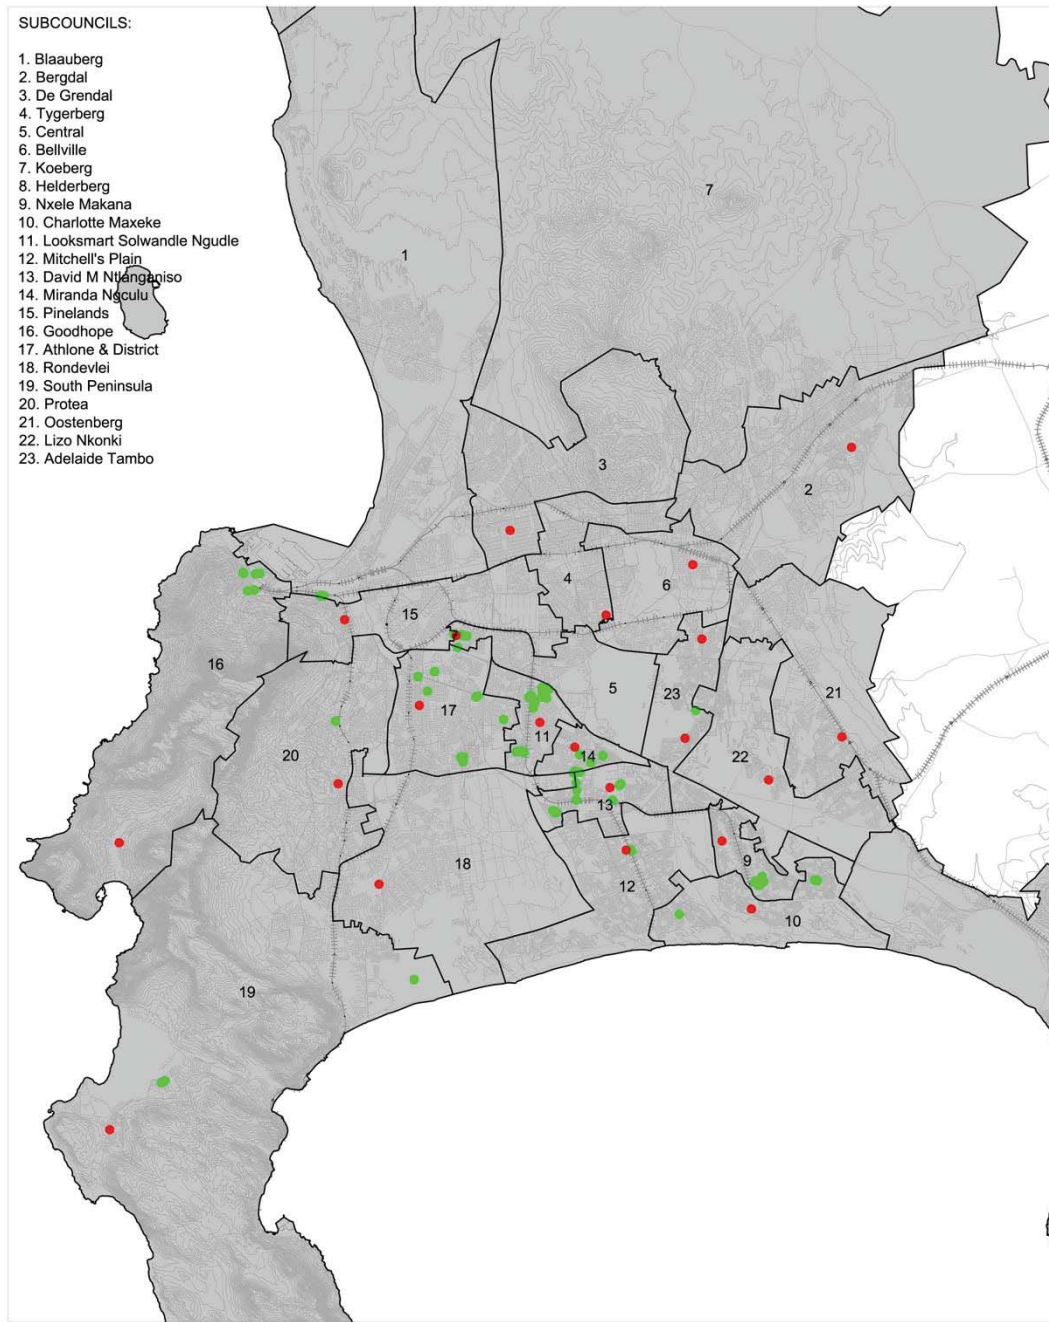 SUBCOUNCILS:
1. Blaauberg
2. Bergdal
3. De Grendal
4. Tygerberg
5. Central
6. Bellville
7. Koeberg
8. Helderberg
9. Nxele Makana
10. Charlotte Maxeke
11. Looksmart Solwandle Ngudle
12. Mitchell's Plain
13. David M Ntlanganiso
14. Miranda Ngculu
15. Pinelands
16. Goodhope
17. Athlone & District
18. Rondevlei
19. South Peninsula
20. Protea
21. Oostenberg
22. Lizo Nkonki
23. Adelaide Tambo
7
1
3
2
4
6
15
16
5
23
21
17
11
20
14
22
13
18
12
9
10
19